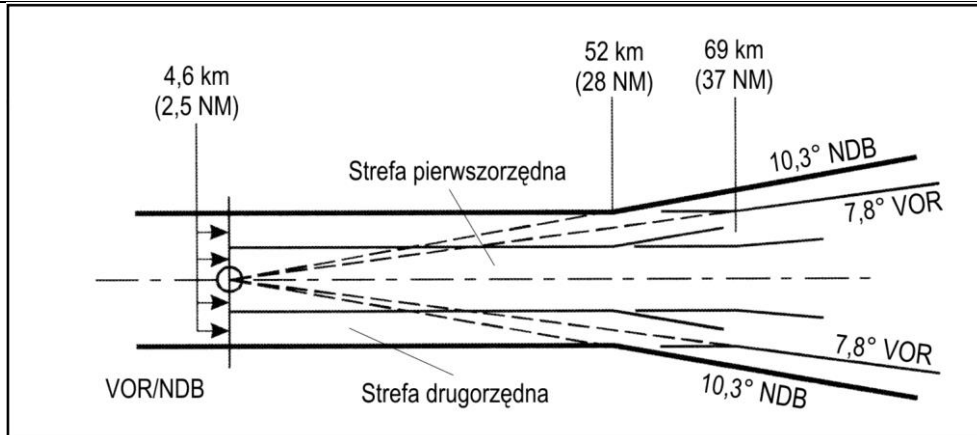 4,6 km
(2,5 NM)
52 km
(28 NM)
69 km
(37 NM)
Strefa pierwszorzędna
10,3° NDB
7,8° VOR
VOR/NDB
Strefa drugorzędna
7,8° VOR
10,3° NDB